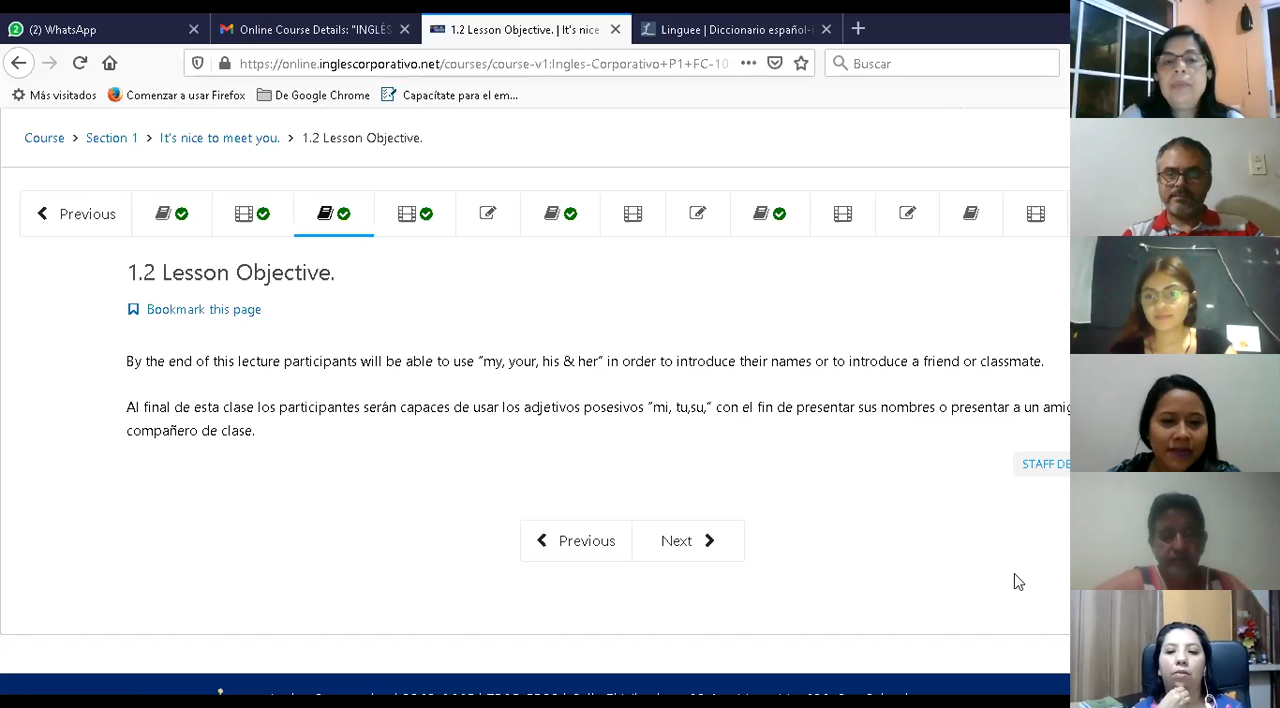 (2) WhatsApp
Online Course Details: "INGLÉS
1.2 Lesson Objective. | It's nice
Linguee | Diccionario español-i
https://online.inglescorporativo.net/courses/course-v1:Ingles-Corporativo+P1+FC-10
Buscar
Más visitados
Comenzar a usar Firefox
De Google Chrome
Capacítate para el em...
Course > Section 1 > It's nice to meet you. > 1.2 Lesson Objective.
Previous
1.2 Lesson Objective.
Bookmark this page
By the end of this lecture participants will be able to use "my, your, his & her" in order to introduce their names or to introduce a friend or classmate.
Al final de esta clase los participantes serán capaces de usar los adjetivos posesivos "mi, tu,su," con el fin de presentar sus nombres o presentar a un amig
compañero de clase.
STAFF DE
Previous
Next